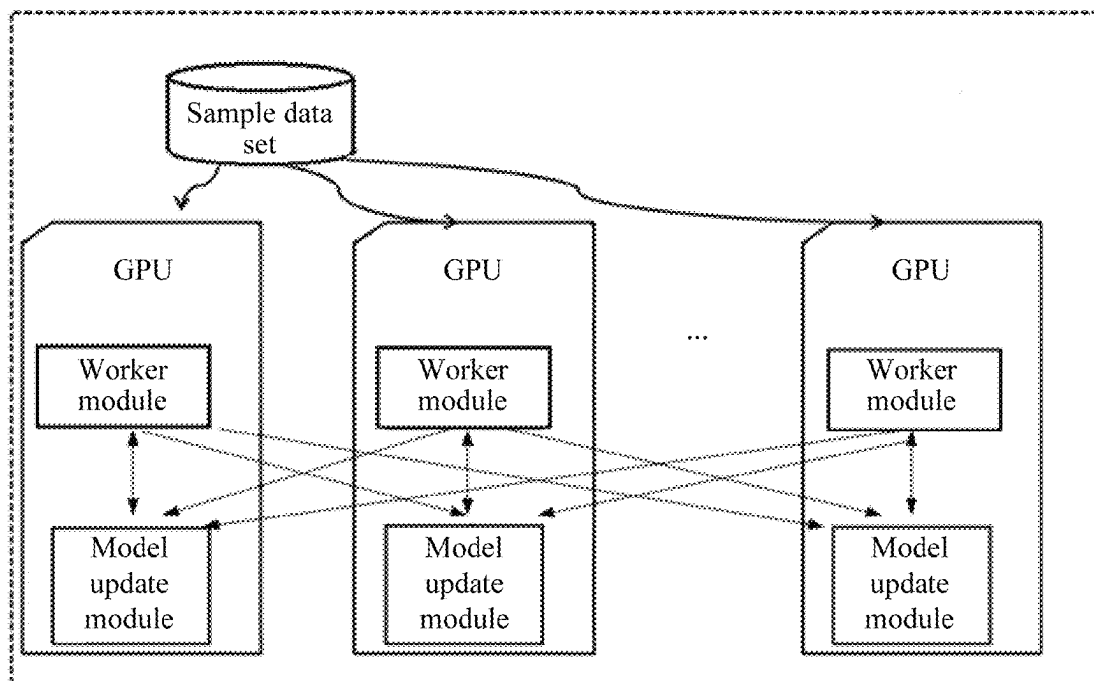 Sample data
set
GPU
GPU
GPU
...
Worker
module
Worker
module
Worker
module
Model
update
module
Model
update
module
Model
update
module